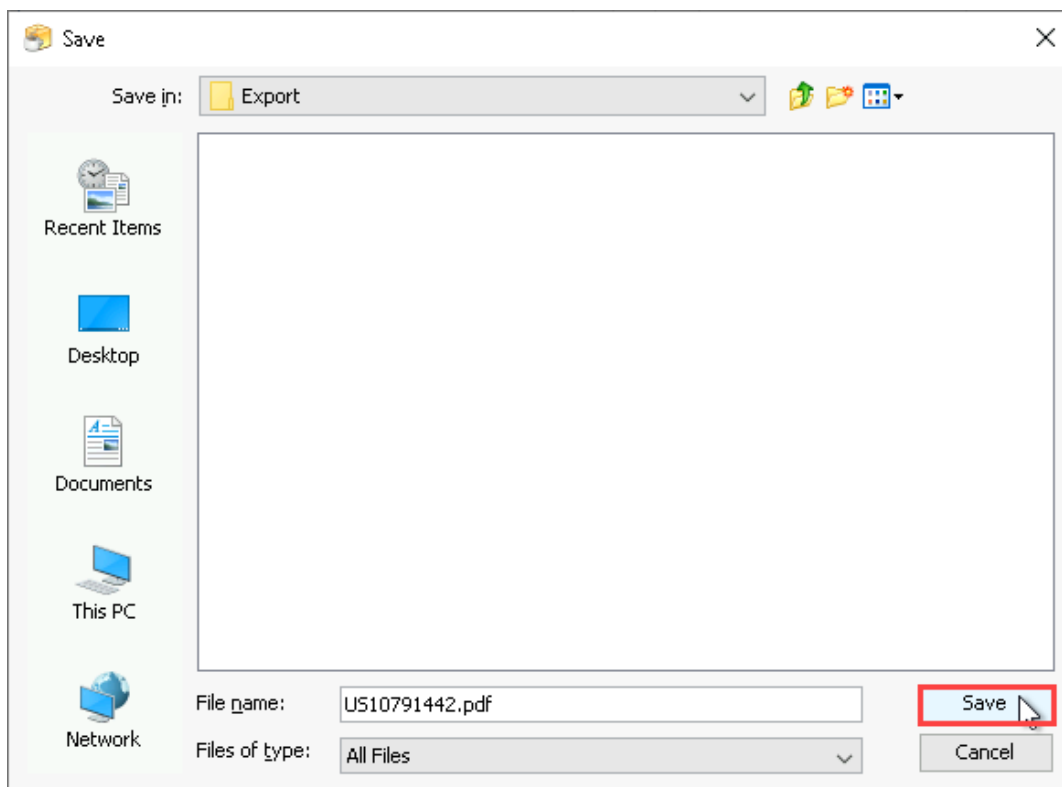 Save
Save in:
Export
Recent Items
Desktop
Documents
This PC
Network
File name:
US10791442.pdf
Save
Files of type:
All Files
Cancel